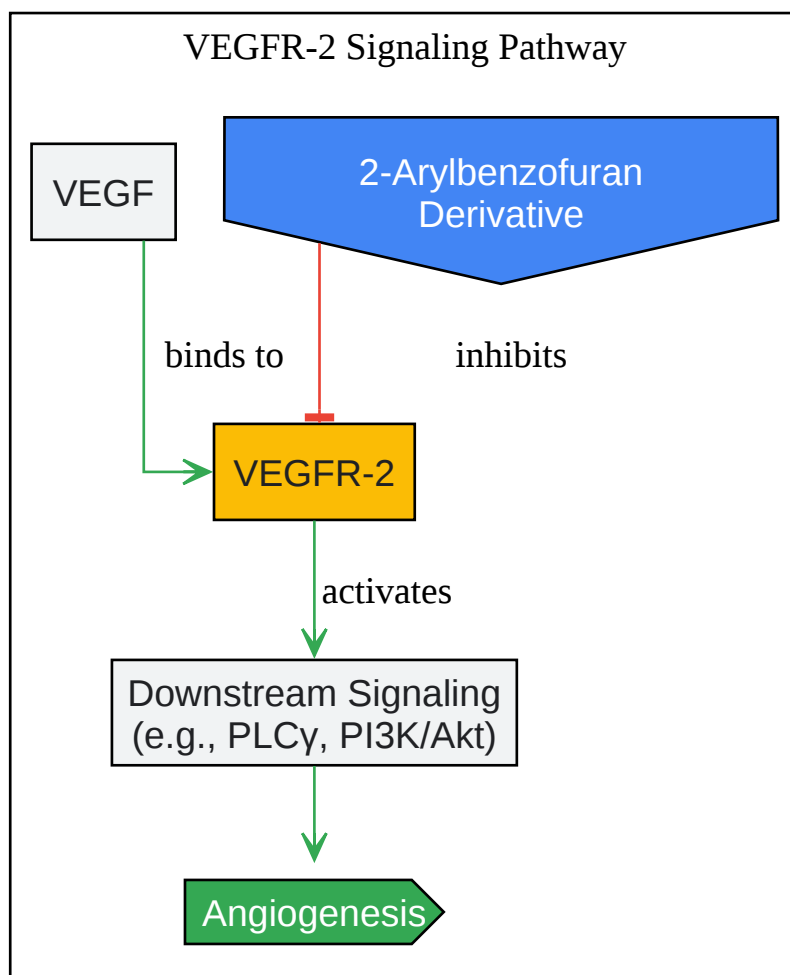 VEGFR-2 Signaling Pathway
VEGF
2-Arylbenzofuran
Derivative
binds to
inhibits
VEGFR-2
activates
Downstream Signaling
(e.g., PLCγ, PI3K/Akt)
Angiogenesis